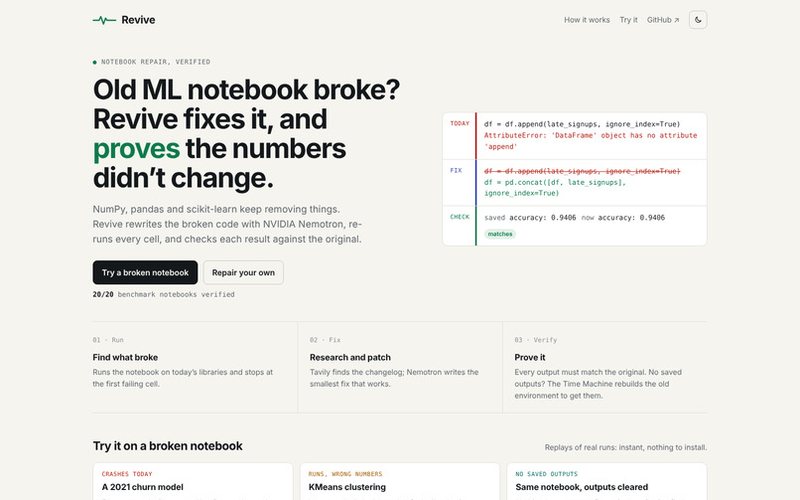 Revive
How it works
Try it
GitHub ↗
NOTEBOOK REPAIR, VERIFIED
Old ML notebook broke?
Revive fixes it, and
proves the numbers
didn’t change.
NumPy, pandas and scikit-learn keep removing things.
Revive rewrites the broken code with NVIDIA Nemotron, re-
runs every cell, and checks each result against the original.
Try a broken notebook
Repair your own
20/20 benchmark notebooks verified
TODAY
df = df.append(late_signups, ignore_index=True)
AttributeError: 'DataFrame' object has no attribute
'append'
FIX
df = df.append(late_signups, ignore_index=True)
df = pd.concat([df, late_signups],
ignore_index=True)
CHECK
saved accuracy: 0.9406 now accuracy: 0.9406
matches
01 · Run
Find what broke
Runs the notebook on today’s libraries and stops at
the first failing cell.
02 · Fix
Research and patch
Tavily finds the changelog; Nemotron writes the
smallest fix that works.
03 · Verify
Prove it
Every output must match the original. No saved
outputs? The Time Machine rebuilds the old
environment to get them.
Try it on a broken notebook
Replays of real runs: instant, nothing to install.
CRASHES TODAY
A 2021 churn model
RUNS, WRONG NUMBERS
KMeans clustering
NO SAVED OUTPUTS
Same notebook, outputs cleared